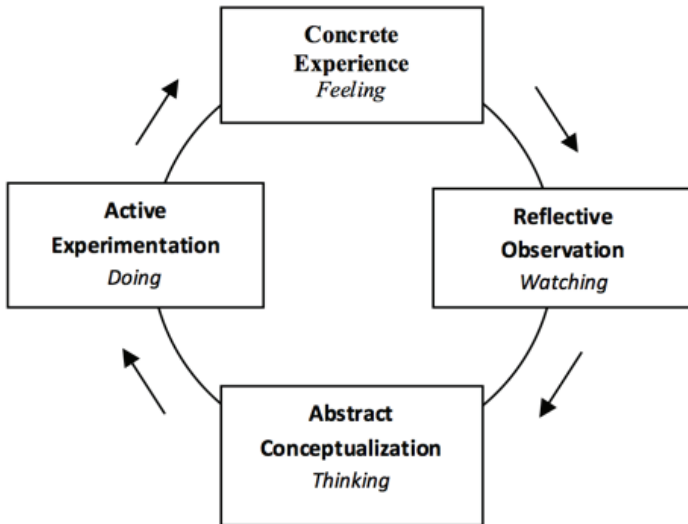 Concrete
Experience
Feeling
Active
Experimentation
Doing
Reflective
Observation
Watching
Abstract
Conceptualization
Thinking